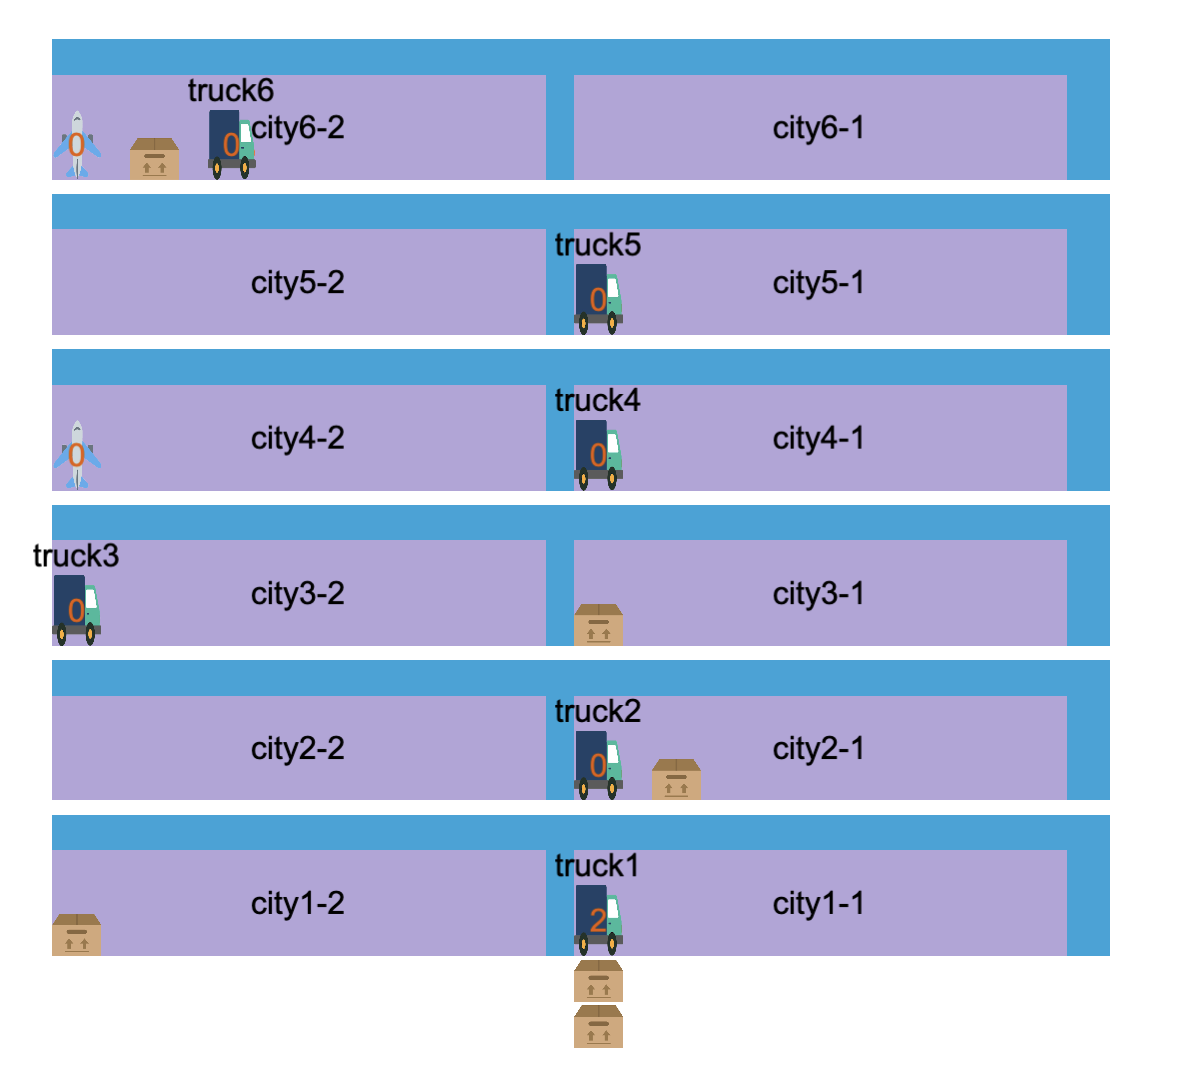 truck6
0 0 city6-2 city6-1
truck5
city5-2 0 city5-1
truck4
0 city4-2 0 city4-1
truck3
0 city3-2 city3-1
truck2
city2-2 0 city2-1
truck1
city1-2 2 city1-1